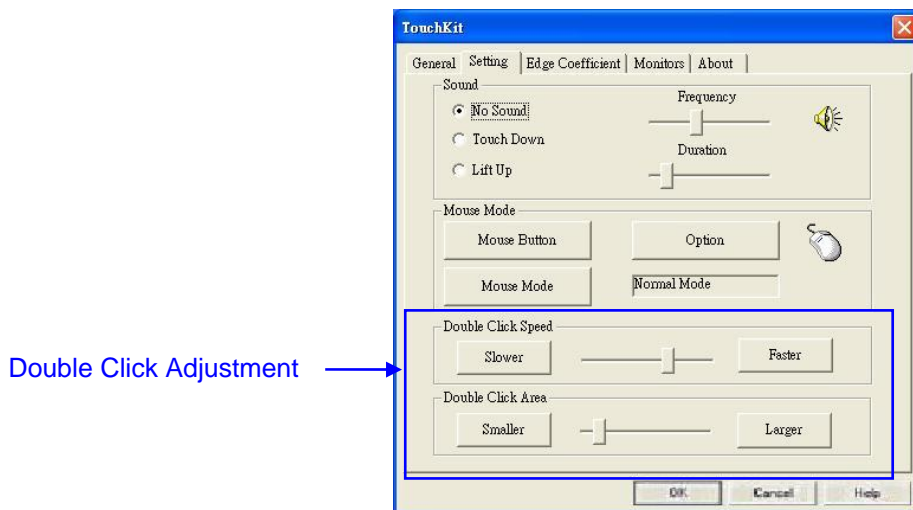 TouchKit
General Setting Edge Coefficient Monitors About
Sound
No Sound
Touch Down
Lift Up
Frequency
Duration
Mouse Mode
Mouse Button Option
Mouse Mode Normal Mode
Double Click Adjustment
Double Click Speed
Slower Faster
Double Click Area
Smaller Larger
OK Cancel Help